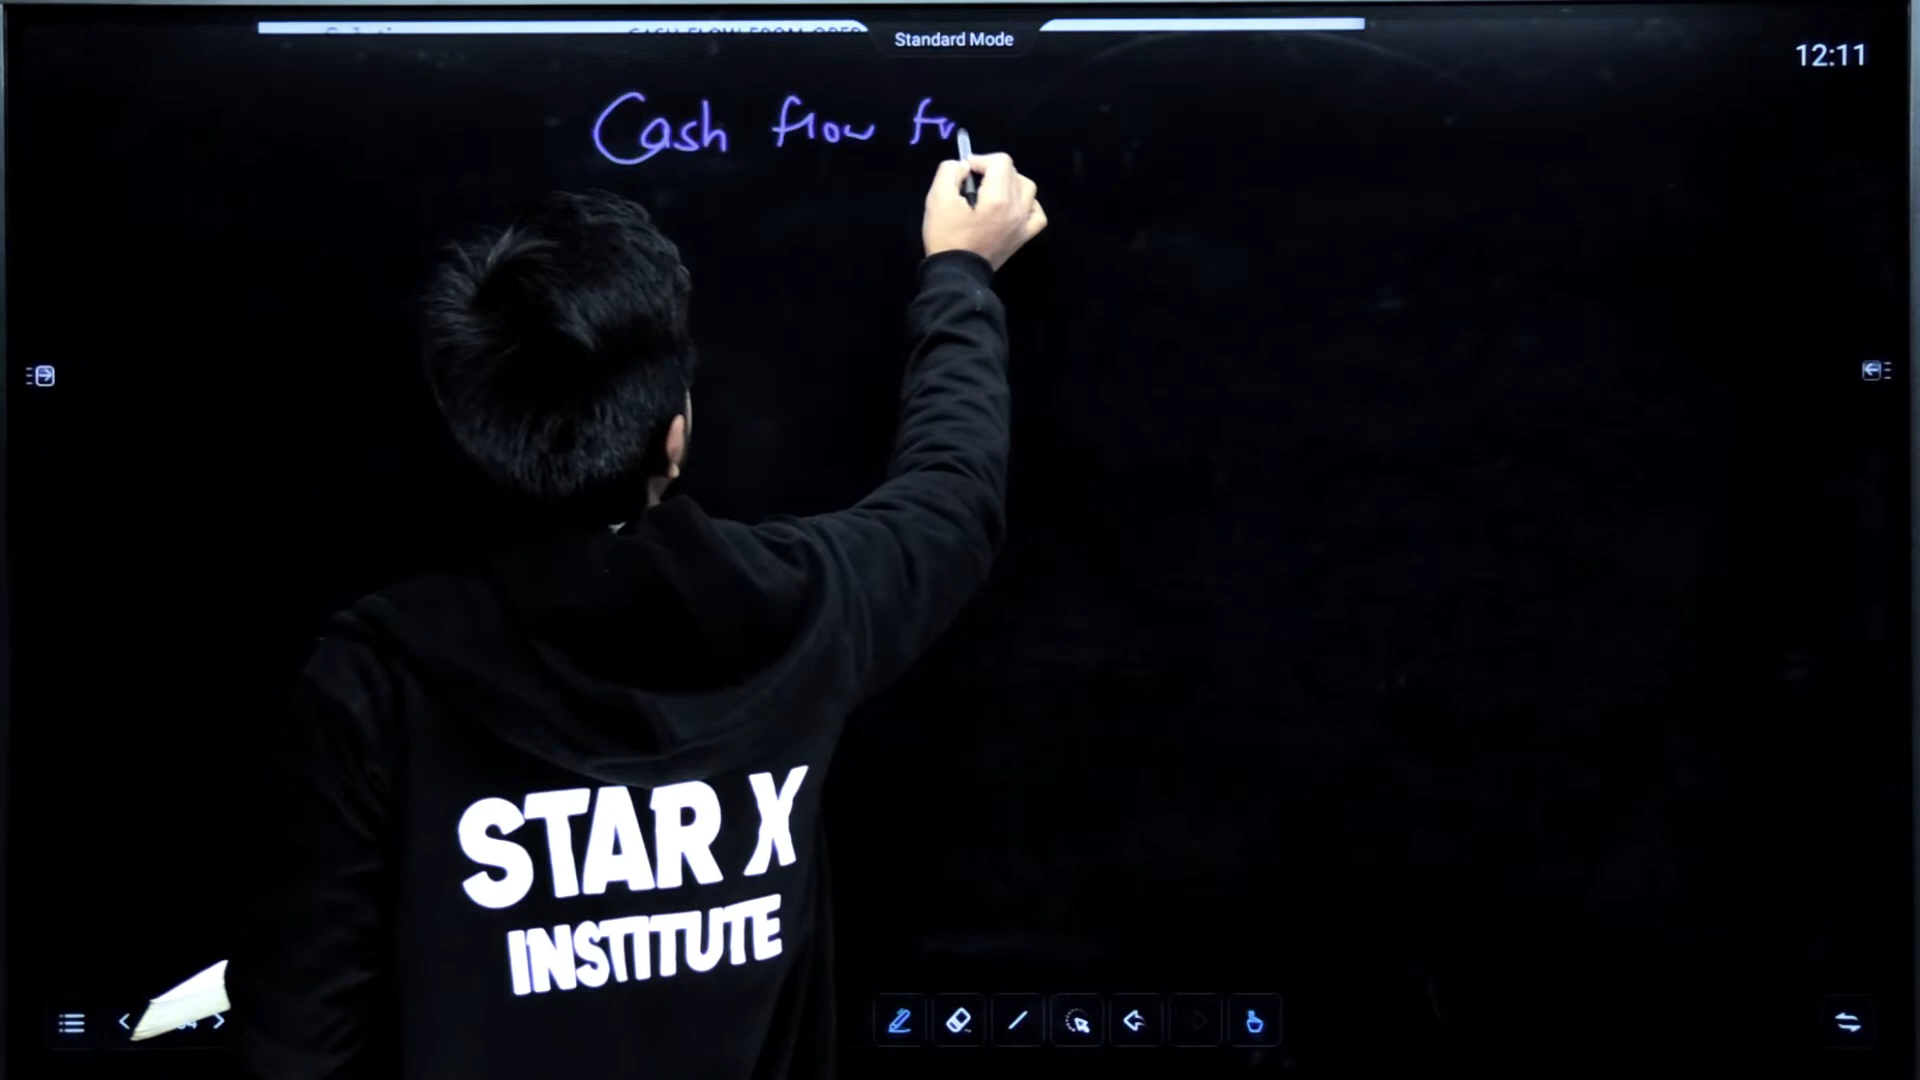 Standard Mode
12:11
Cash flow fr
STAR X
INSTITUTE